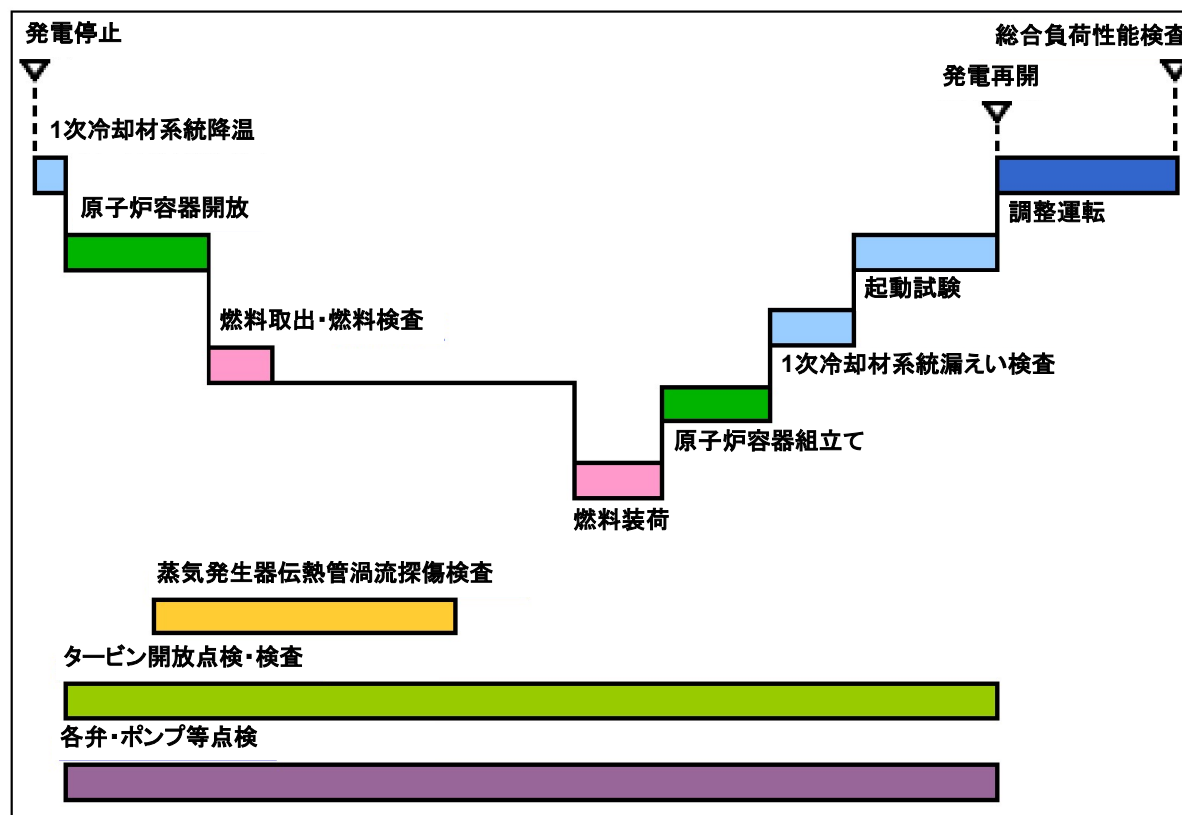 発電停止
総合負荷性能検査
発電再開
1次冷却材系統降温
原子炉容器開放
調整運転
起動試験
燃料取出・燃料検査
1次冷却材系統漏えい検査
原子炉容器組立て
燃料装荷
蒸気発生器伝熱管渦流探傷検査
タービン開放点検・検査
各弁・ポンプ等点検